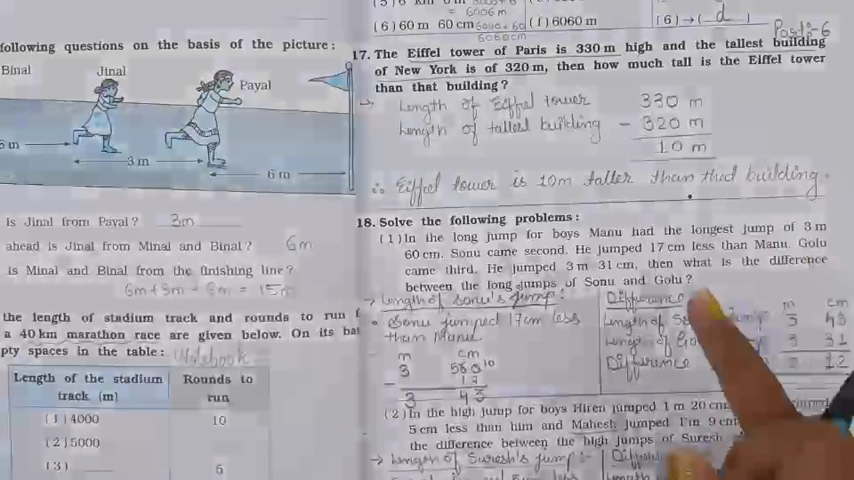 = 6006 m
(6) 60 m 60 cm 6000+60 (f) 6060 m (6) → ( d )
6060cm
Part:-6
following questions on the basis of the picture :
Binal Jinal Payal
3 m
6 m
is Jinal from Payal ? 3m
ahead is Jinal from Minal and Binal ? 6m
is Minal and Binal from the finishing line ?
= 15m
the length of stadium track and rounds to run
a 40 km marathon race are given below. On its
pty spaces in the table : Notebook
Length of the stadium track (m) Rounds to run
(1) 4000 10
(2) 5000
(3) ____ 5
17. The Eiffel tower of Paris is 330 m high and the tallest building
of New York is of 320 m, then how much tall is the Eiffel tower
than that building ?
Length of Eiffel tower 330 m
Length of tallest building - 320 m
10 m
∴ Eiffel tower is 10m taller than that building.
18. Solve the following problems :
(1) In the long jump for boys Manu had the longest jump of 3 m
60 cm. Sonu came second. He jumped 17 cm less than Manu. Golu
came third. He jumped 3 m 31 cm, then what is the difference
between the long jumps of Sonu and Golu ?
→ Length of sonu's jump :
• Sonu jumped 17cm less
than Manu
m cm
3
- 17
3 43
Difference m cm
Length of jump 3 43
Length of 3 31
Difference 0 12
(2) In the high jump for boys Hiren jumped 1 m 20 cm
5 cm less than him and Mahesh jumped 1 m 9 cm
the difference between the high jumps of Suresh
→ Length of Suresh's jump :-